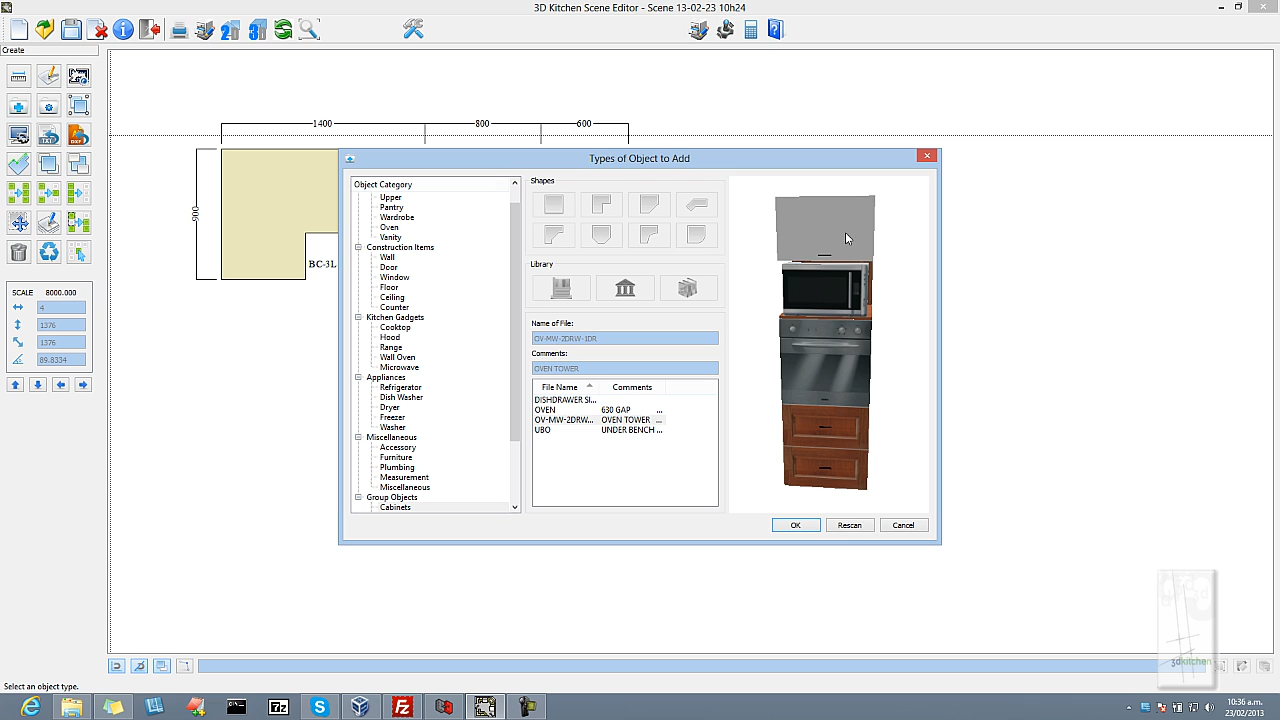 3D Kitchen Scene Editor - Scene 13-02-23 10h24
Create
1400
800
600
900
BC-3L
SCALE 8000.000
4
1376
1376
89.8334
Types of Object to Add
Object Category
Upper
Pantry
Wardrobe
Oven
Vanity
Construction Items
Wall
Door
Window
Floor
Ceiling
Counter
Kitchen Gadgets
Cooktop
Hood
Range
Wall Oven
Microwave
Appliances
Refrigerator
Dish Washer
Dryer
Freezer
Washer
Miscellaneous
Accessory
Furniture
Plumbing
Measurement
Miscellaneous
Group Objects
Cabinets
Shapes
Library
Name of File:
OV-MW-2DRW-1DR
Comments:
OVEN TOWER
File Name Comments
DISHDRAWER SI...
OVEN 630 GAP ...
OV-MW-2DRW... OVEN TOWER ...
UBO UNDER BENCH ...
OK Rescan Cancel
3dkitchen
Select an object type.
10:36 a.m.
23/02/2013